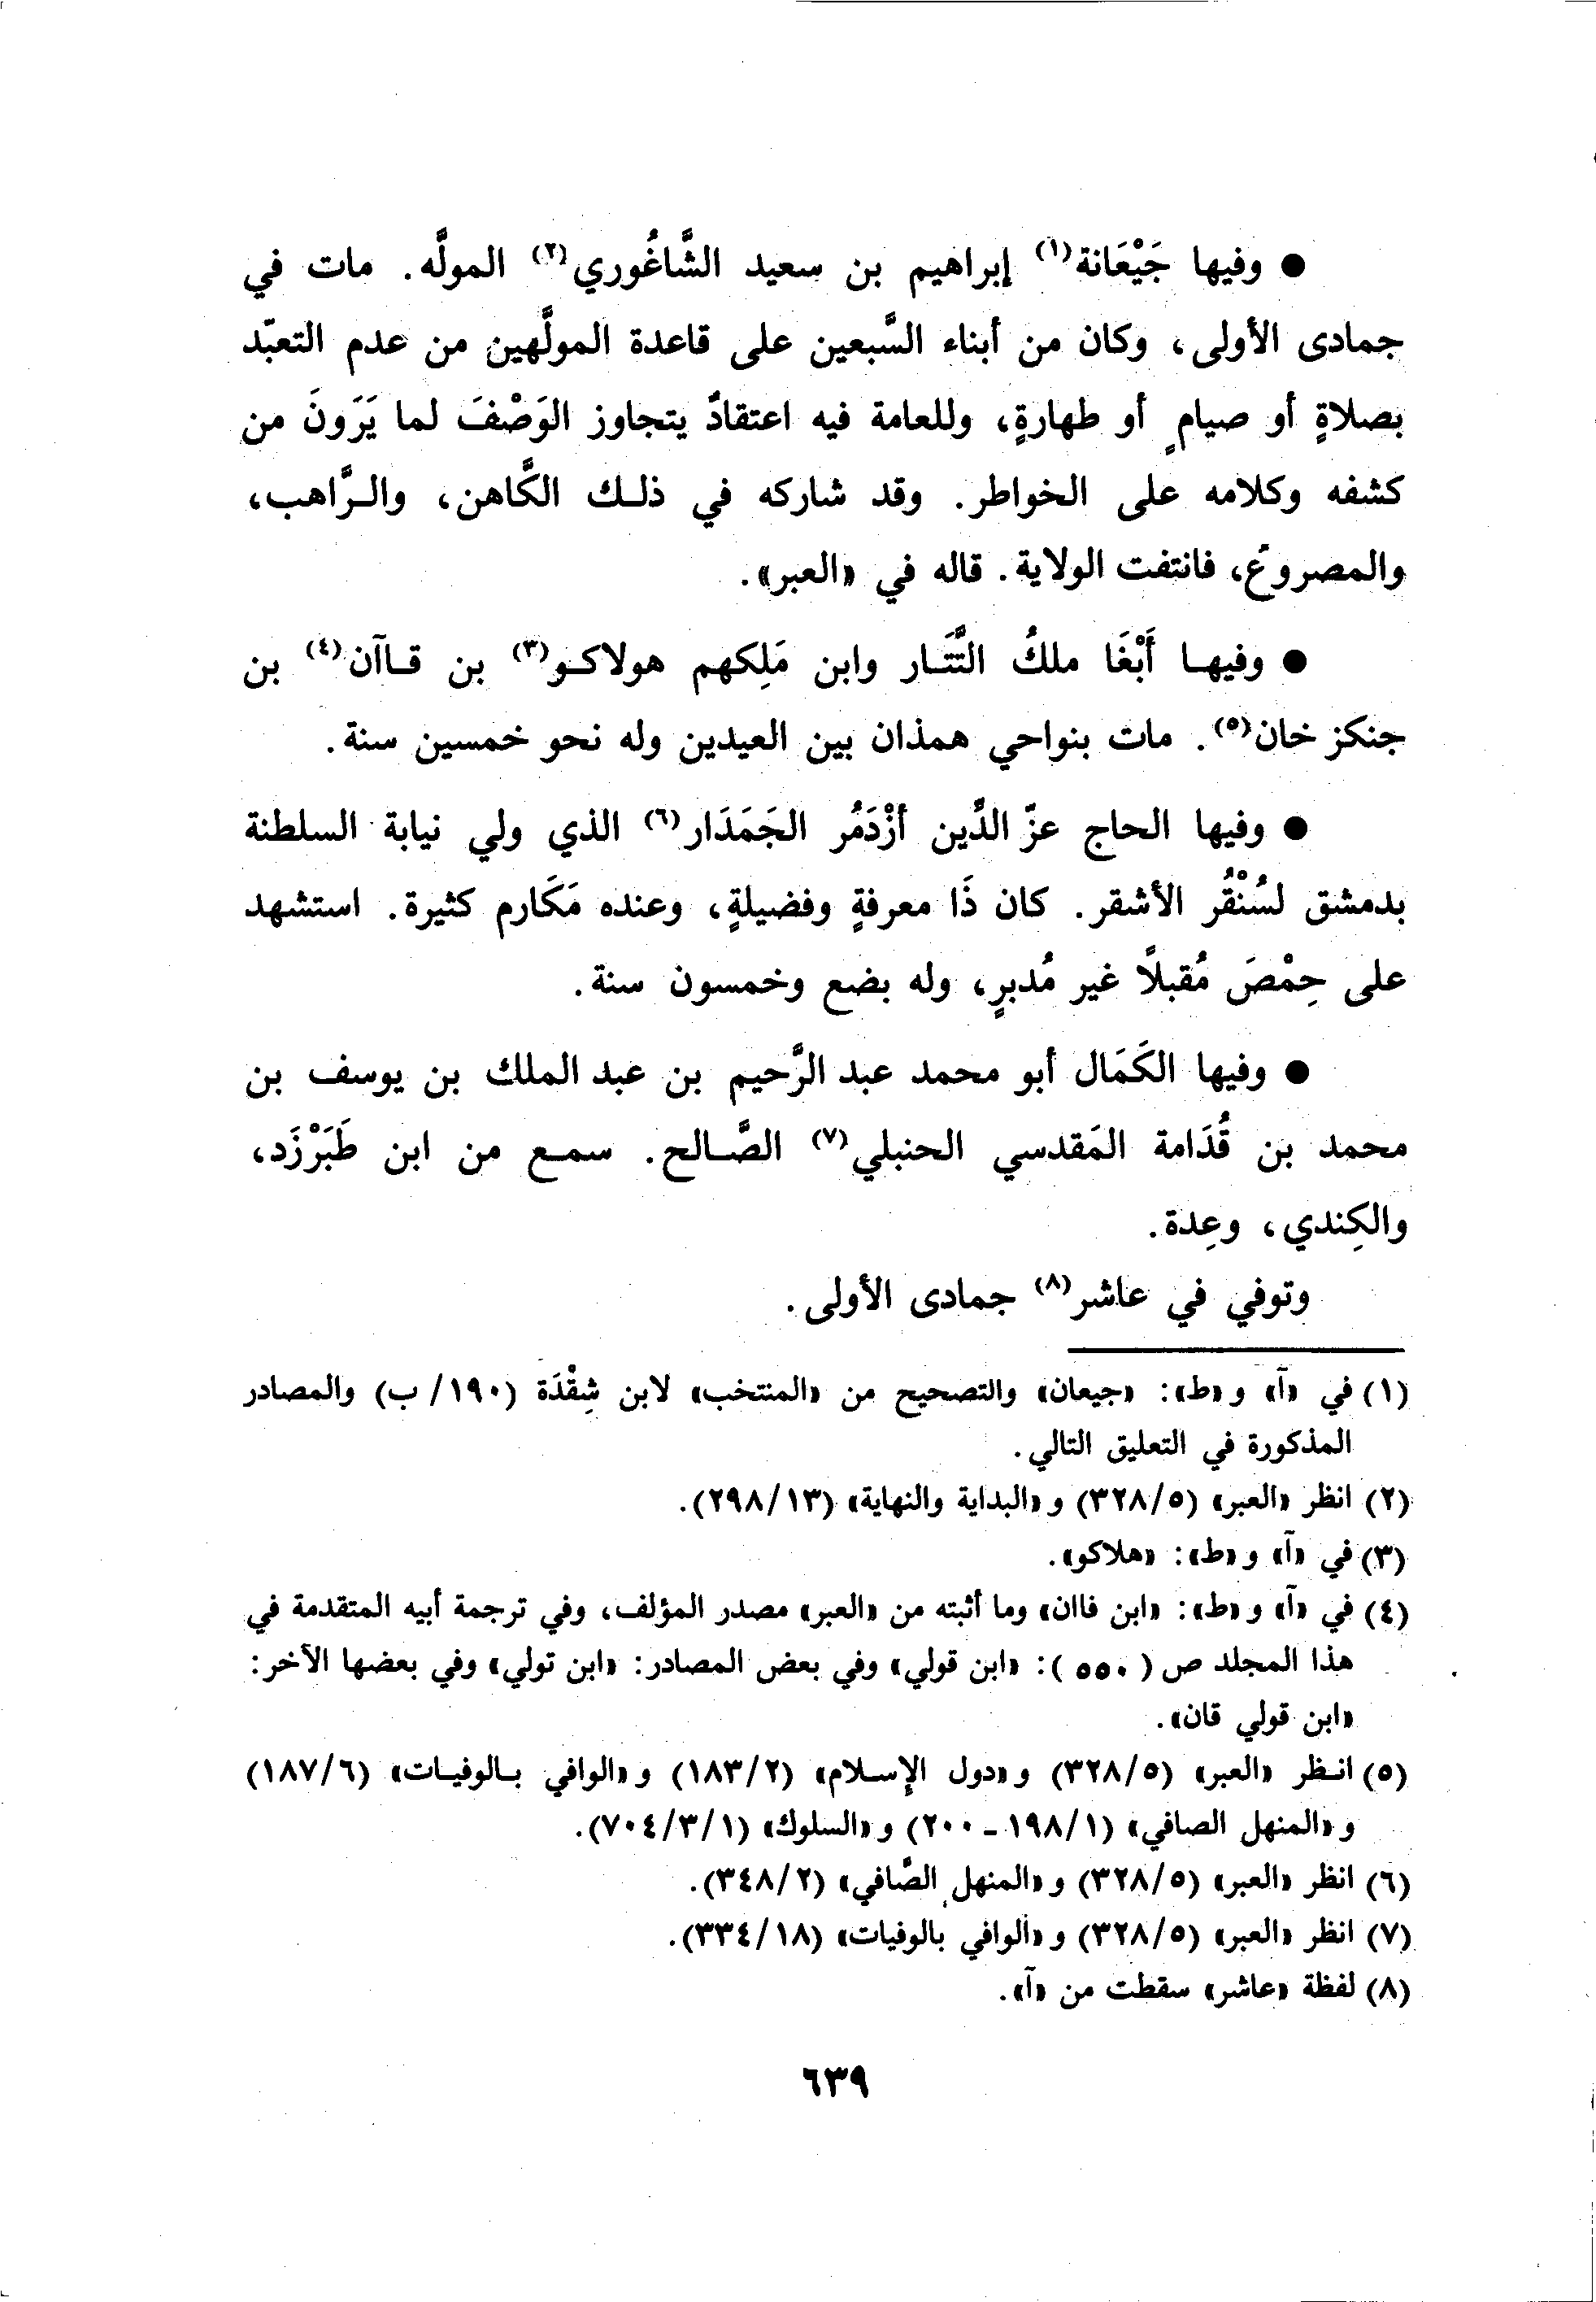 ● وفيها جَيْعَانة(١) إبراهيم بن سعيد الشَّاغُوري(٢) المولَّه. مات في
جمادى الأولى، وكان من أبناء السَّبعين على قاعدة المولَّهين من عدم التعبّد
بصلاةٍ أو صيامٍ أو طهارةٍ، وللعامة فيه اعتقادٌ يتجاوز الوَصْفَ لما يَرَونَ من
كشفه وكلامه على الخواطر. وقد شاركه في ذلك الكَّاهن، والرَّاهب،
والمصروع، فانتفت الولاية. قاله في «العبر».
● وفيها أَبْغَا ملكُ التَّتَار وابن مَلِكهم هولاكو(٣) بن قاآن(٤) بن
جنكز خان(٥). مات بنواحي همذان بين العيدين وله نحو خمسين سنة.
● وفيها الحاج عزّ الدِّين أزْدَمُر الجَمَدَار(٦) الذي ولي نيابة السلطنة
بدمشق لسُنْقُر الأشقر. كان ذَا معرفةٍ وفضيلةٍ، وعنده مَكَارم كثيرة. استشهد
على حِمْصَ مُقبلاً غير مُدبرٍ، وله بضع وخمسون سنة.
● وفيها الكَمَال أبو محمد عبد الرَّحيم بن عبد الملك بن يوسف بن
محمد بن قُدَامة المَقدسي الحنبلي(٧) الصَّالح. سمع من ابن طَبَرْزَد،
والكِندي، وعِدة.
وتوفي في عاشر(٨) جمادى الأولى.
(١) في «آ» و«ط»: «جيعان» والتصحيح من «المنتخب» لابن شِقْدَة (١٩٠/ ب) والمصادر
المذكورة في التعليق التالي.
(٢) انظر «العبر» (٣٢٨/٥) و«البداية والنهاية» (٢٩٨/١٣).
(٣) في «آ» و«ط»: «هلاكو».
(٤) في «آ» و«ط»: «ابن فاان» وما أثبته من «العبر» مصدر المؤلف، وفي ترجمة أبيه المتقدمة في
هذا المجلد ص (٥٥٠): «ابن قولي» وفي بعض المصادر: «ابن تولي» وفي بعضها الآخر:
«ابن قولي قان».
(٥) انظر «العبر» (٣٢٨/٥) و«دول الإسلام» (١٨٣/٢) و«الوافي بالوفيات» (١٨٧/٦)
و«المنهل الصافي» (١٩٨/١ - ٢٠٠) و«السلوك» (٧٠٤/٣/١).
(٦) انظر «العبر» (٣٢٨/٥) و«المنهل الصَّافي» (٣٤٨/٢).
(٧) انظر «العبر» (٣٢٨/٥) و«الوافي بالوفيات» (٣٣٤/١٨).
(٨) لفظة «عاشر» سقطت من «آ».
٦٣٩